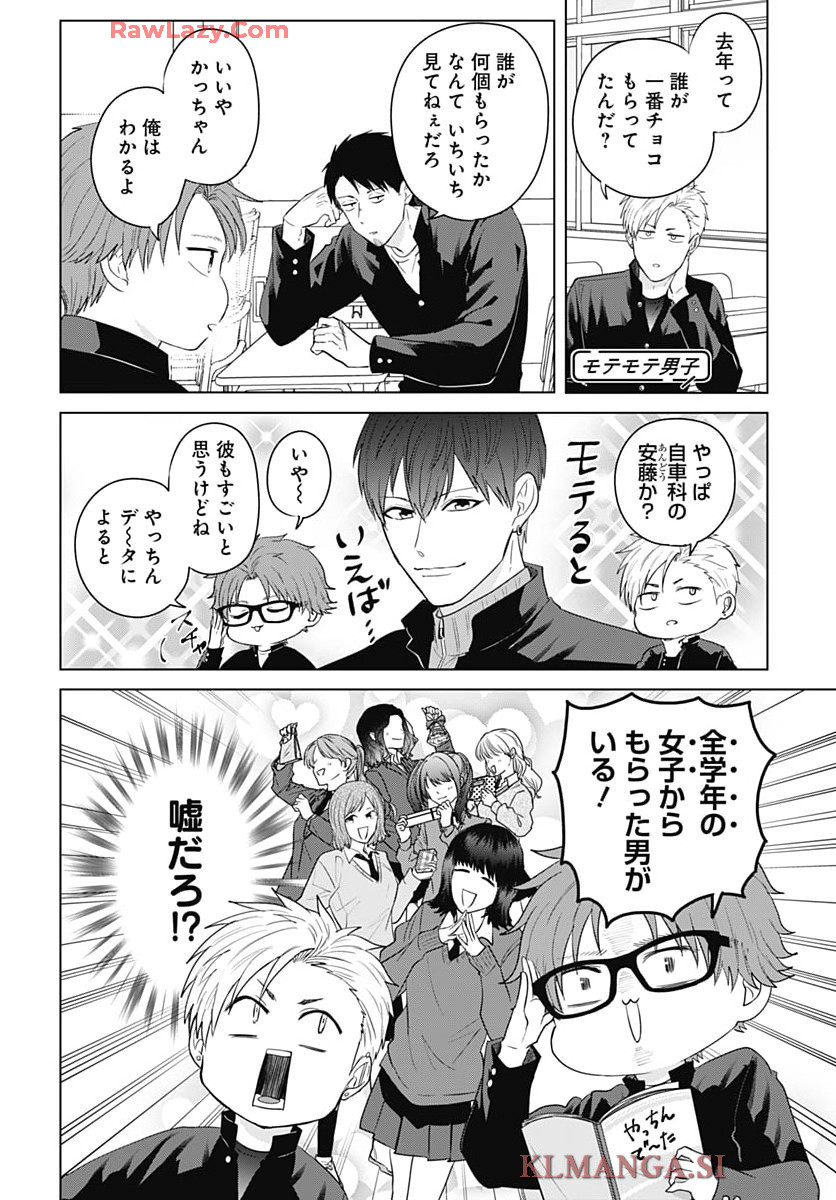 RawLazy.Com
去年って
誰が
一番チョコ
もらって
たんだ?
モテモテ男子
誰が
何個もらったか
なんて いちいち
見てねぇだろ
いいや
かっちゃん
俺は
わかるよ
やっぱ
自車科の
安藤か?
あんどう
モテると
いえば…
いや〜
彼もすごいと
思うけどね
やっちん
デ〜タに
よると
スチャ
全学年の
女子から
もらった男が
いる!
嘘だろ!?
やっちん
で〜た
KLMANGA.SI